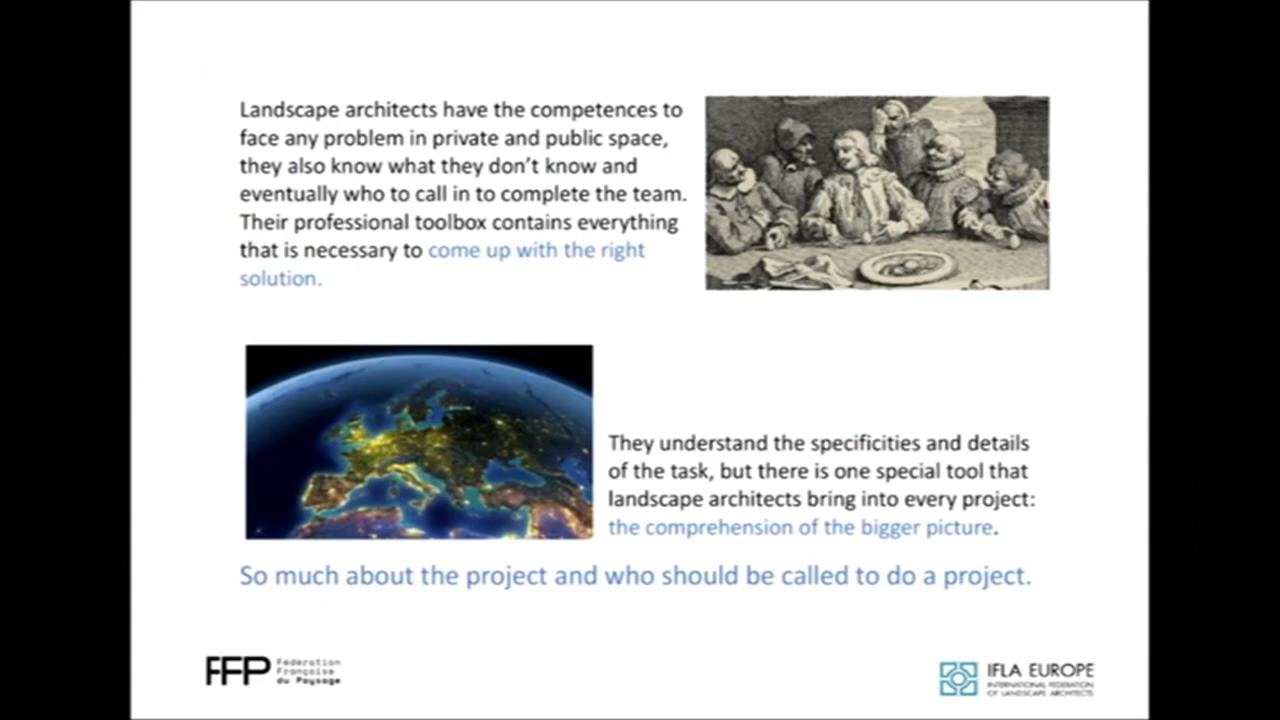 Landscape architects have the competences to
face any problem in private and public space,
they also know what they don't know and
eventually who to call in to complete the team.
Their professional toolbox contains everything
that is necessary to come up with the right
solution.
They understand the specificities and details
of the task, but there is one special tool that
landscape architects bring into every project:
the comprehension of the bigger picture.
So much about the project and who should be called to do a project.
FFP
Fédération
Française
du Paysage
IFLA EUROPE
INTERNATIONAL FEDERATION
OF LANDSCAPE ARCHITECTS